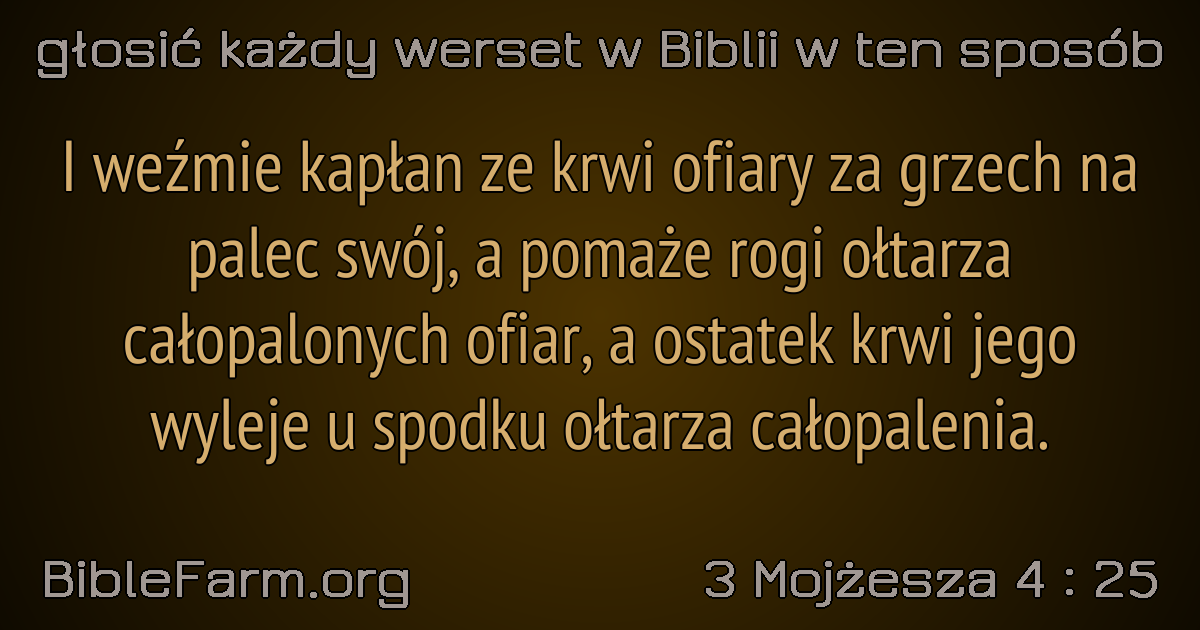 głosić każdy werset w Biblii w ten sposób
I weźmie kapłan ze krwi ofiary za grzech na
palec swój, a pomaże rogi ołtarza
całopalonych ofiar, a ostatek krwi jego
wyleje u spodku ołtarza całopalenia.
BibleFarm.org
3 Mojżesza 4 : 25